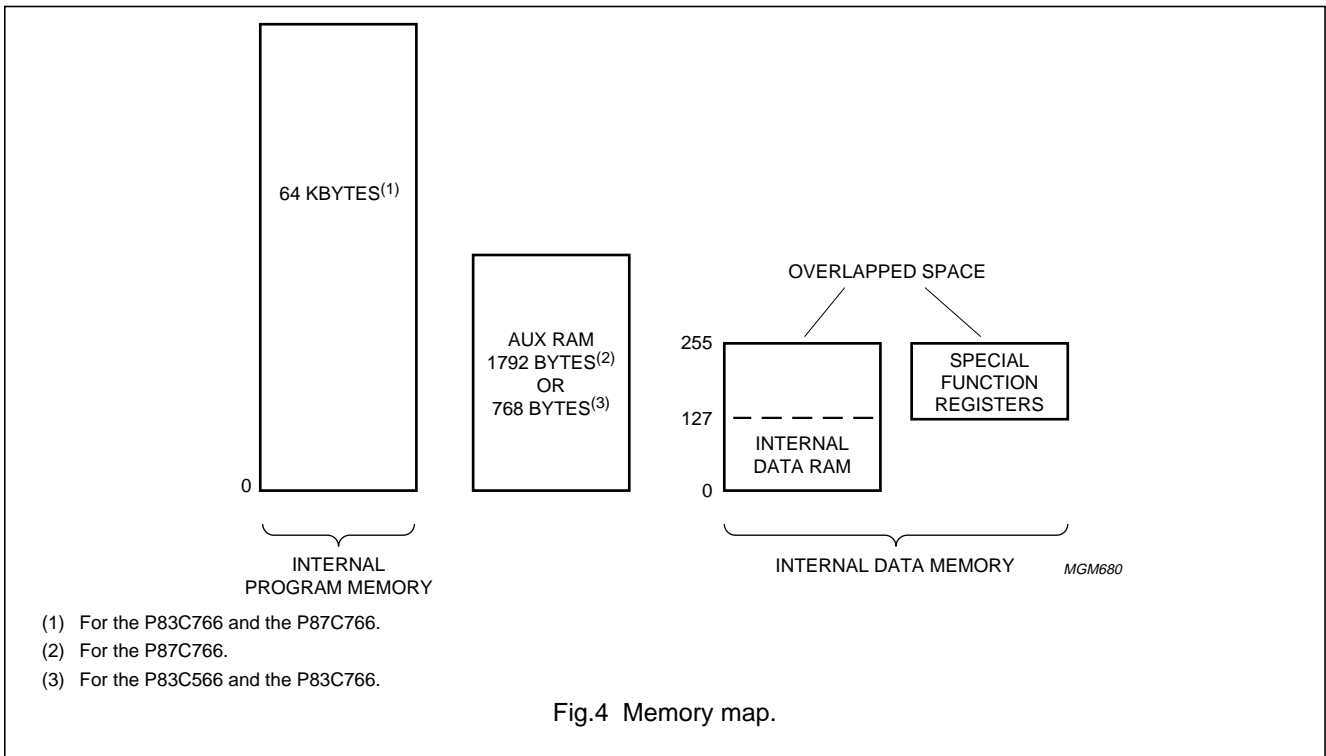 64 KBYTES(1)
0
INTERNAL
PROGRAM MEMORY
AUX RAM
1792 BYTES(2)
OR
768 BYTES(3)
OVERLAPPED SPACE
255
127
0
INTERNAL
DATA RAM
SPECIAL
FUNCTION
REGISTERS
INTERNAL DATA MEMORY
MGM680
(1) For the P83C766 and the P87C766.
(2) For the P87C766.
(3) For the P83C566 and the P83C766.
Fig.4 Memory map.